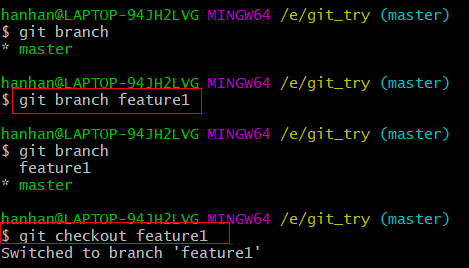 hanhan@LAPTOP-94JH2LVG MINGW64 /e/git_try (master)
$ git branch
* master
hanhan@LAPTOP-94JH2LVG MINGW64 /e/git_try (master)
$ git branch feature1
hanhan@LAPTOP-94JH2LVG MINGW64 /e/git_try (master)
$ git branch
  feature1
* master
hanhan@LAPTOP-94JH2LVG MINGW64 /e/git_try (master)
$ git checkout feature1
Switched to branch 'feature1'